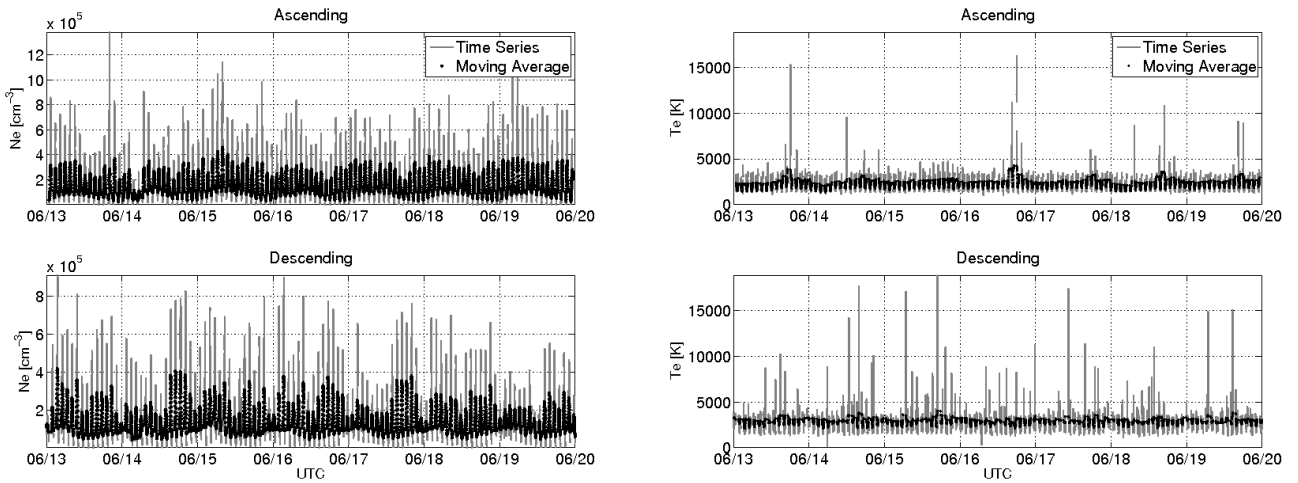 Ascending
x 10^5
Ne [cm^-3]
12
10
8
6
4
2
Time Series
Moving Average
06/13 06/14 06/15 06/16 06/17 06/18 06/19 06/20
Ascending
Te [K]
15000
10000
5000
0
Time Series
Moving Average
06/13 06/14 06/15 06/16 06/17 06/18 06/19 06/20
Descending
x 10^5
Ne [cm^-3]
8
6
4
2
06/13 06/14 06/15 06/16 06/17 06/18 06/19 06/20
UTC
Descending
Te [K]
15000
10000
5000
0
06/13 06/14 06/15 06/16 06/17 06/18 06/19 06/20
UTC